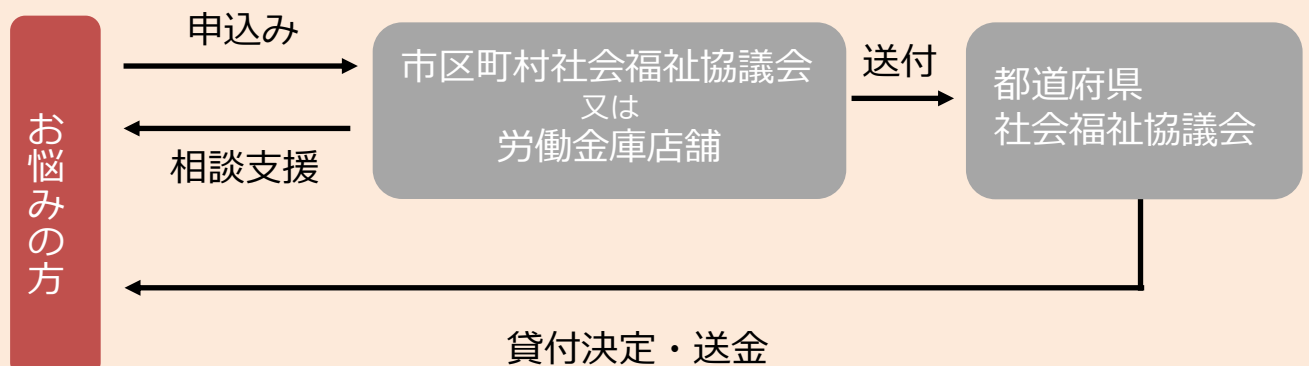 お悩みの方
申込み
相談支援
市区町村社会福祉協議会
又は
労働金庫店舗
送付
都道府県
社会福祉協議会
貸付決定・送金